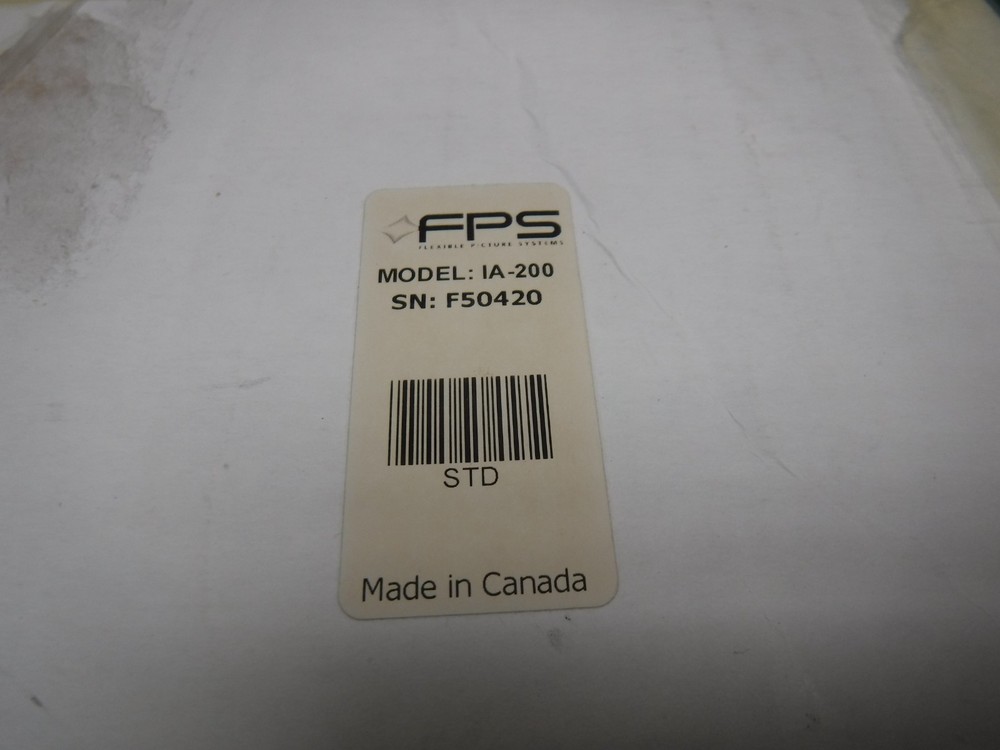 FPS
FLEXIBLE PICTURE SYSTEMS
MODEL: IA-200
SN: F50420
STD
Made in Canada